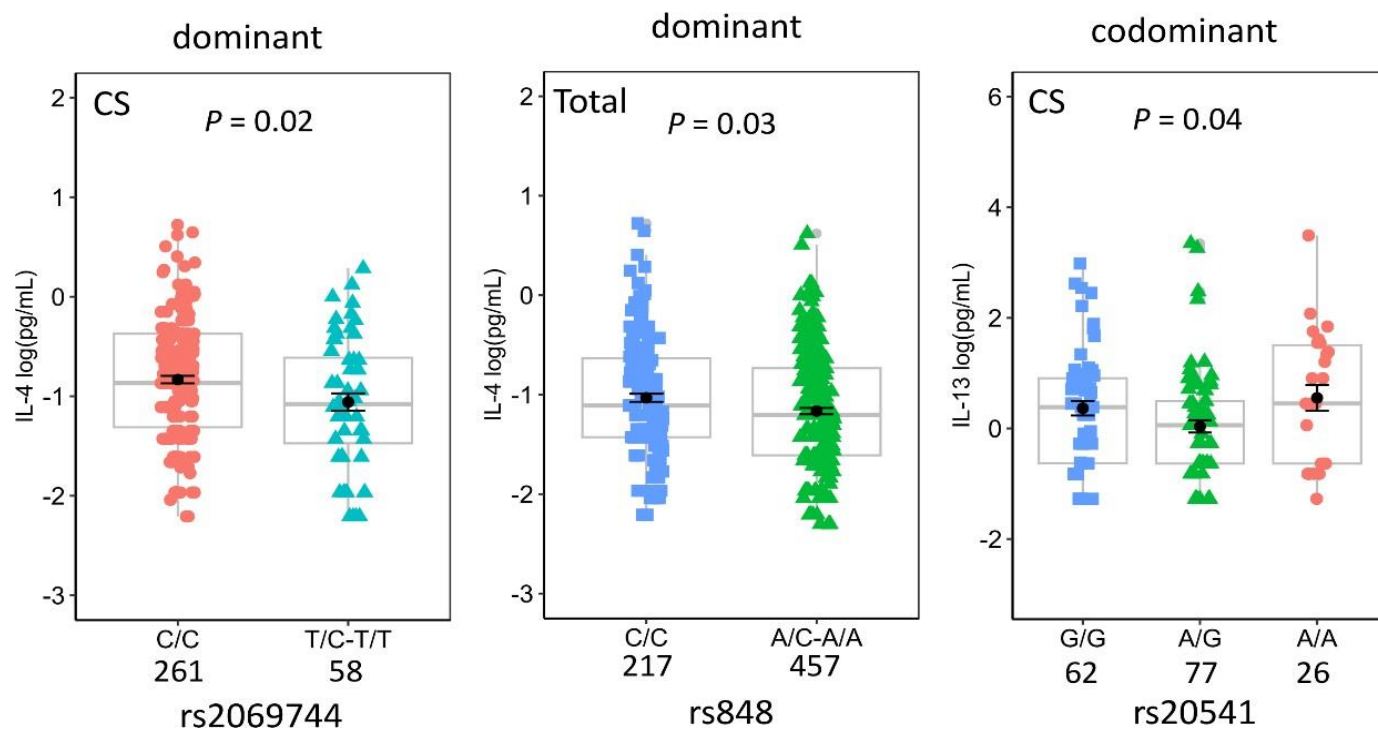 dominant
CS
P = 0.02
IL-4 log(pg/mL)
2
1
0
-1
-2
-3
C/C
T/C-T/T
261
58
rs2069744
dominant
Total
P = 0.03
IL-4 log(pg/mL)
2
1
0
-1
-2
-3
C/C
A/C-A/A
217
457
rs848
codominant
CS
P = 0.04
IL-13 log(pg/mL)
6
4
2
0
-2
G/G
A/G
A/A
62
77
26
rs20541